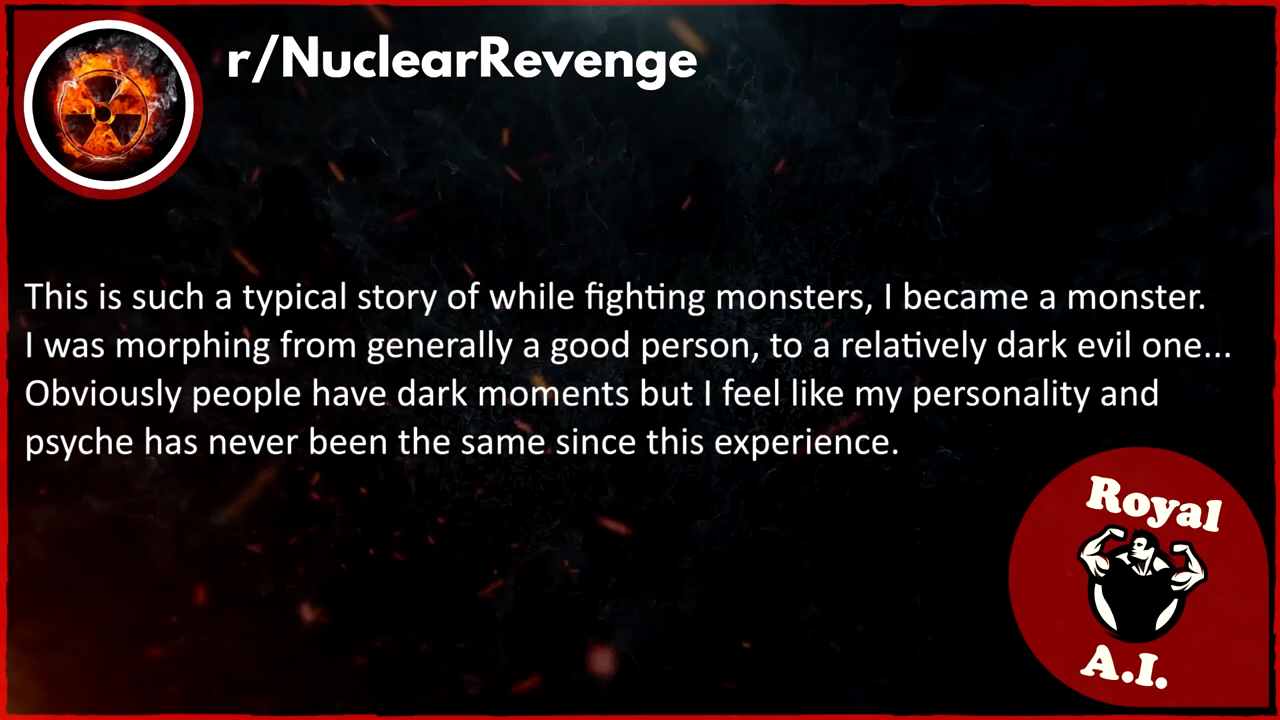 r/NuclearRevenge
This is such a typical story of while fighting monsters, I became a monster.
I was morphing from generally a good person, to a relatively dark evil one...
Obviously people have dark moments but I feel like my personality and
psyche has never been the same since this experience.
Royal
A.I.